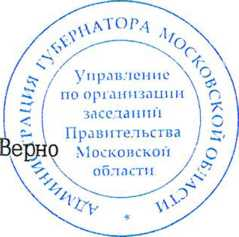 АДМИНИСТРАЦИЯ ГУБЕРНАТОРА МОСКОВСКОЙ ОБЛАСТИ
Управление
по организации
заседаний
Правительства
Верно
Московской
области
*